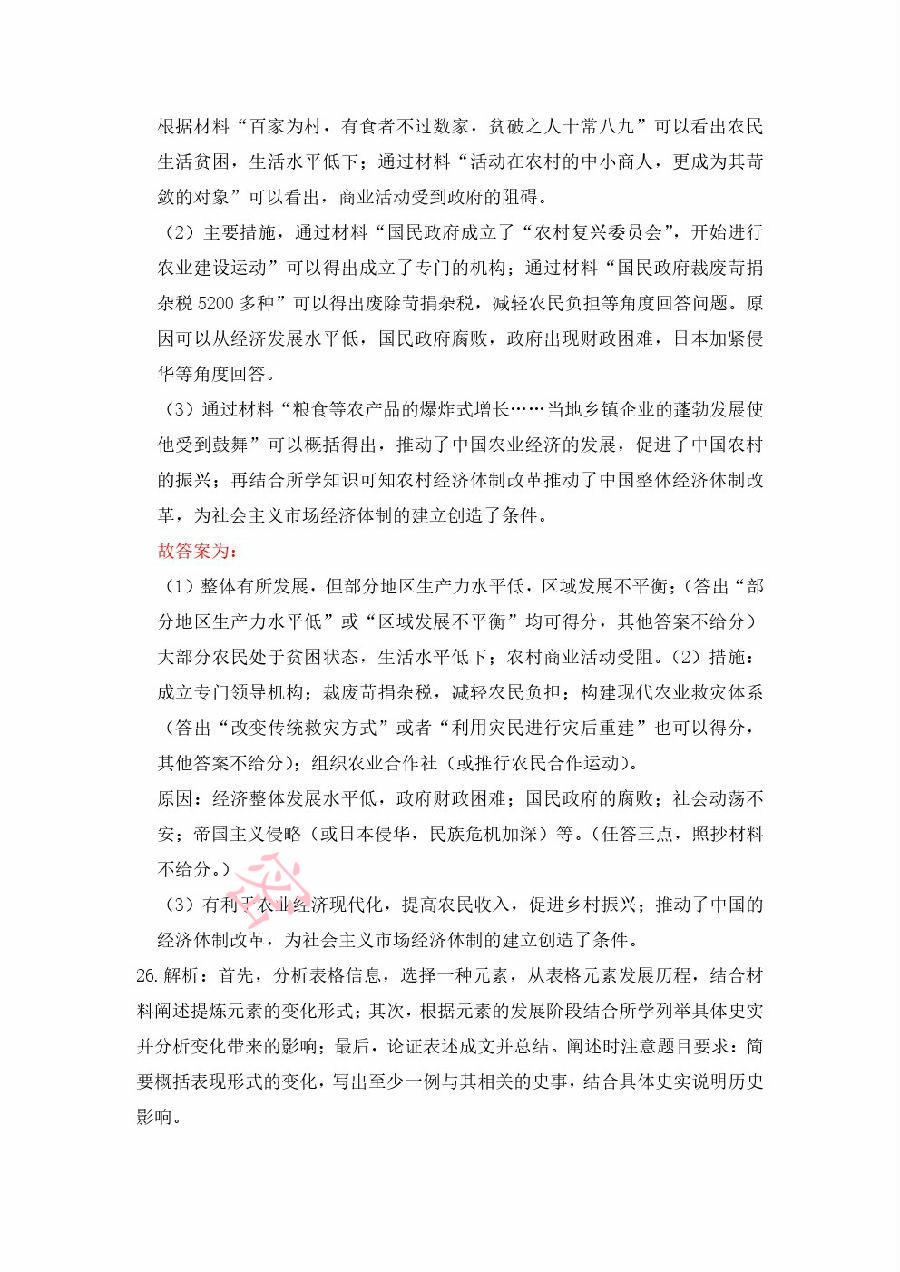 根据材料“百家为村，有食者不过数家，贫破之人十常八九”可以看出农民
生活贫困，生活水平低下；通过材料“活动在农村的中小商人，更成为其苛
敛的对象”可以看出，商业活动受到政府的阻碍。
（2）主要措施，通过材料“国民政府成立了“农村复兴委员会”，开始进行
农业建设运动”可以得出成立了专门的机构；通过材料“国民政府裁废苛捐
杂税 5200 多种”可以得出废除苛捐杂税，减轻农民负担等角度回答问题。原
因可以从经济发展水平低，国民政府腐败，政府出现财政困难，日本加紧侵
华等角度回答。
（3）通过材料“粮食等农产品的爆炸式增长……当地乡镇企业的蓬勃发展使
他受到鼓舞”可以概括得出，推动了中国农业经济的发展，促进了中国农村
的振兴；再结合所学知识可知农村经济体制改革推动了中国整体经济体制改
革，为社会主义市场经济体制的建立创造了条件。
故答案为：
（1）整体有所发展，但部分地区生产力水平低，区域发展不平衡；（答出“部
分地区生产力水平低”或“区域发展不平衡”均可得分，其他答案不给分）
大部分农民处于贫困状态，生活水平低下；农村商业活动受阻。（2）措施：
成立专门领导机构；裁废苛捐杂税，减轻农民负担；构建现代农业救灾体系
（答出“改变传统救灾方式”或者“利用灾民进行灾后重建”也可以得分，
其他答案不给分）；组织农业合作社（或推行农民合作运动）。
原因：经济整体发展水平低，政府财政困难；国民政府的腐败；社会动荡不
安；帝国主义侵略（或日本侵华，民族危机加深）等。（任答三点，照抄材料
不给分。）
密
（3）有利于农业经济现代化，提高农民收入，促进乡村振兴；推动了中国的
经济体制改革，为社会主义市场经济体制的建立创造了条件。
26. 解析：首先，分析表格信息，选择一种元素，从表格元素发展历程，结合材
料阐述提炼元素的变化形式；其次，根据元素的发展阶段结合所学列举具体史实
并分析变化带来的影响；最后，论证表述成文并总结。阐述时注意题目要求：简
要概括表现形式的变化，写出至少一例与其相关的史事，结合具体史实说明历史
影响。